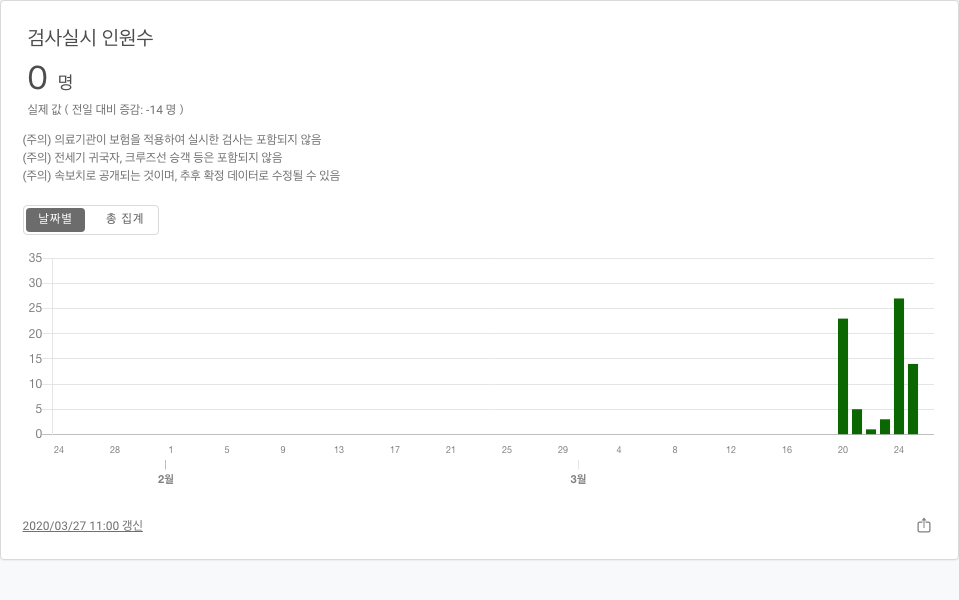 검사실시 인원수
0 명
실제 값 ( 전일 대비 증감: -14 명 )
(주의) 의료기관이 보험을 적용하여 실시한 검사는 포함되지 않음
(주의) 전세기 귀국자, 크루즈선 승객 등은 포함되지 않음
(주의) 속보치로 공개되는 것이며, 추후 확정 데이터로 수정될 수 있음
날짜별 총 집계
35
30
25
20
15
10
5
0
24 28 1 5 9 13 17 21 25 29 4 8 12 16 20 24
2월 3월
2020/03/27 11:00 갱신